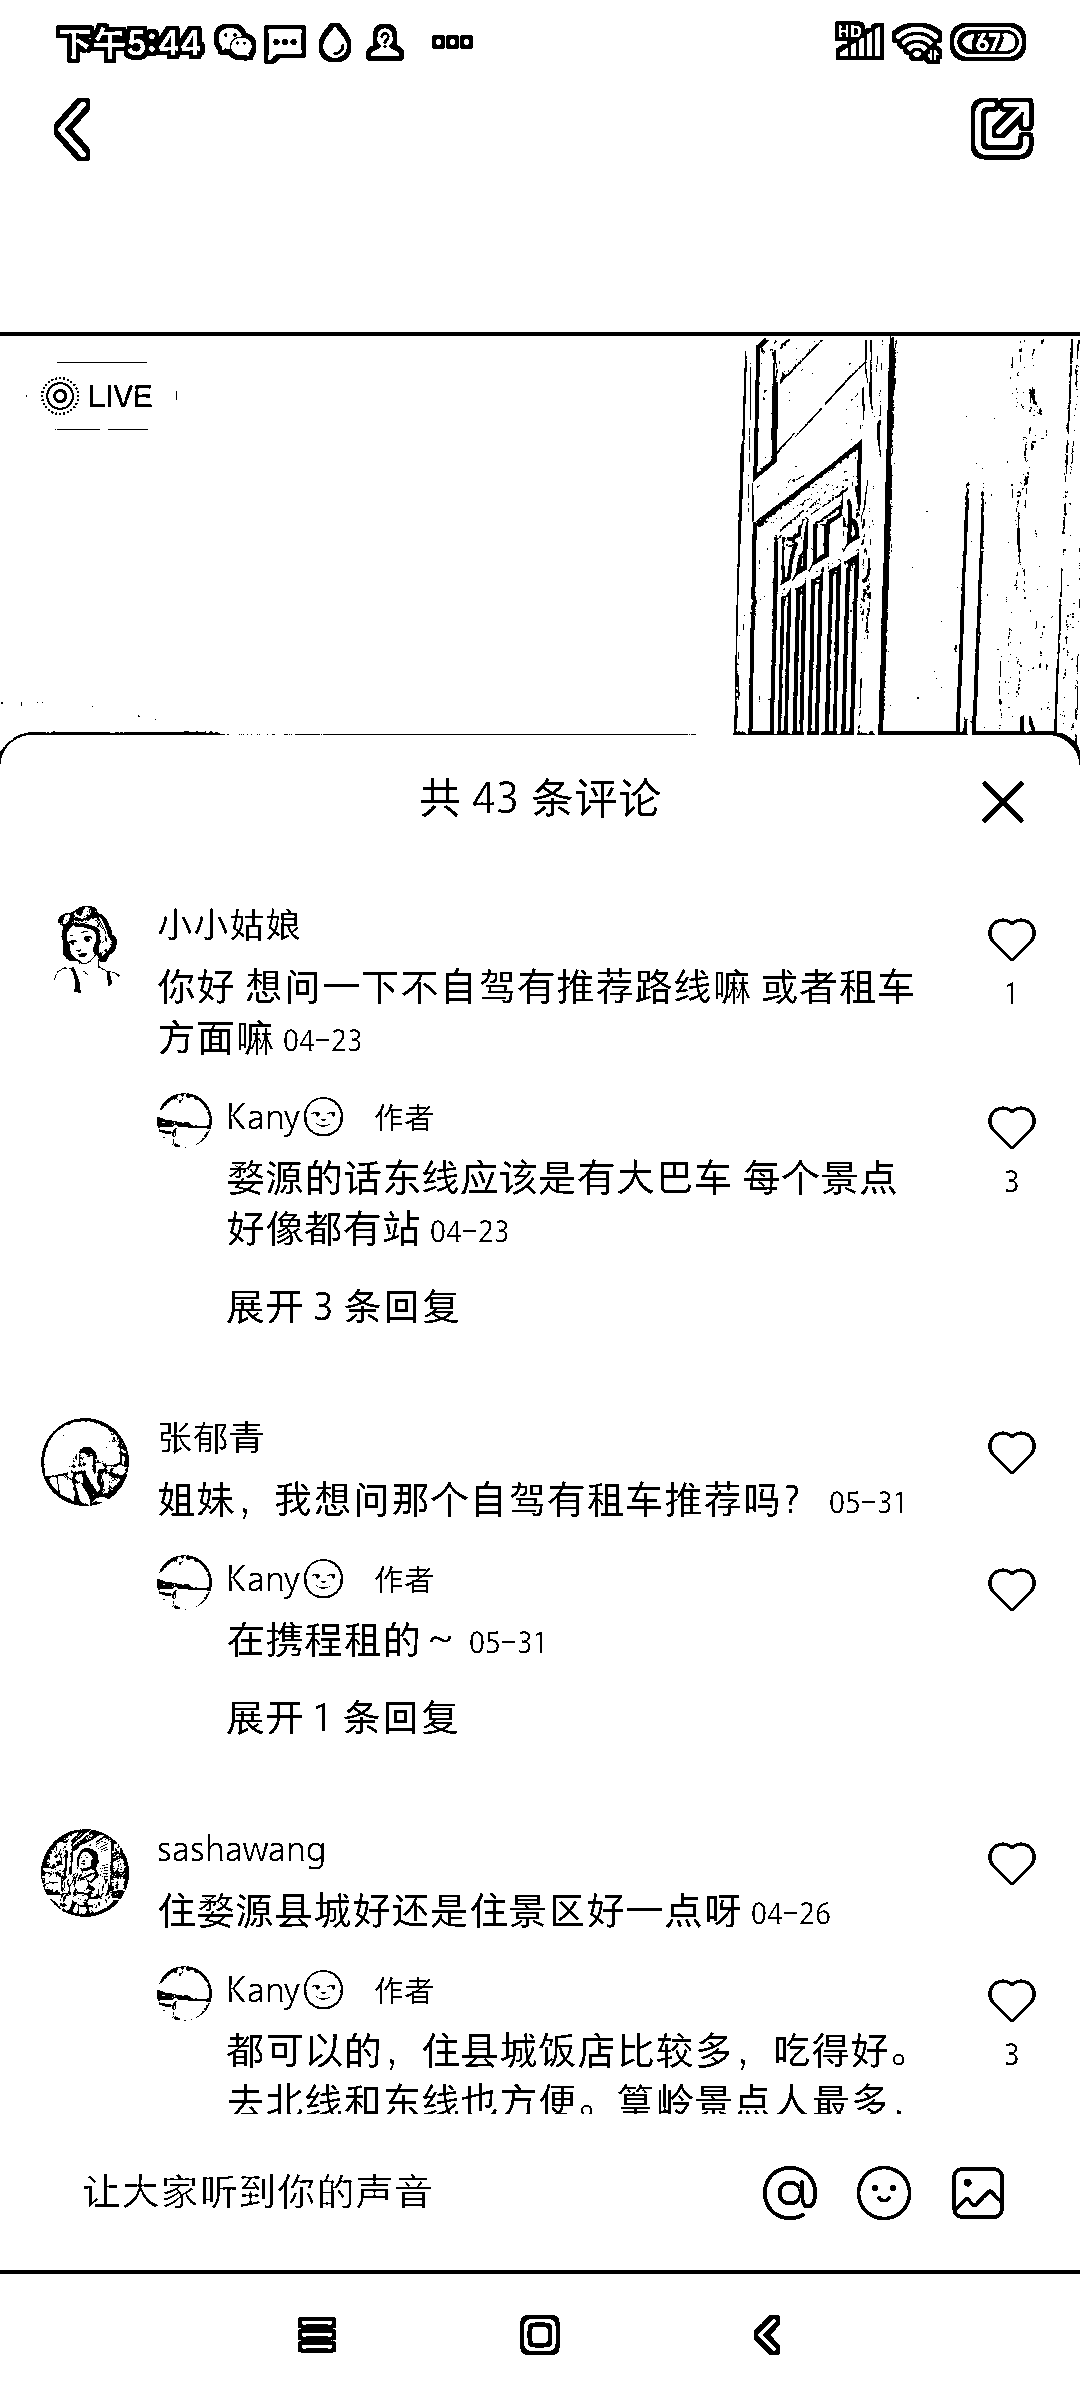 下午5:44
HD
67
LIVE
共 43 条评论
小小姑娘
你好 想问一下不自驾有推荐路线嘛 或者租车
方面嘛 04-23
1
Kany 作者
婺源的话东线应该是有大巴车 每个景点
好像都有站 04-23
3
展开 3 条回复
张郁青
姐妹，我想问那个自驾有租车推荐吗？ 05-31
Kany 作者
在携程租的～ 05-31
展开 1 条回复
sashawang
住婺源县城好还是住景区好一点呀 04-26
Kany 作者
都可以的，住县城饭店比较多，吃得好。
3
去北线和东线也方便。篁岭景点人最多，
让大家听到你的声音